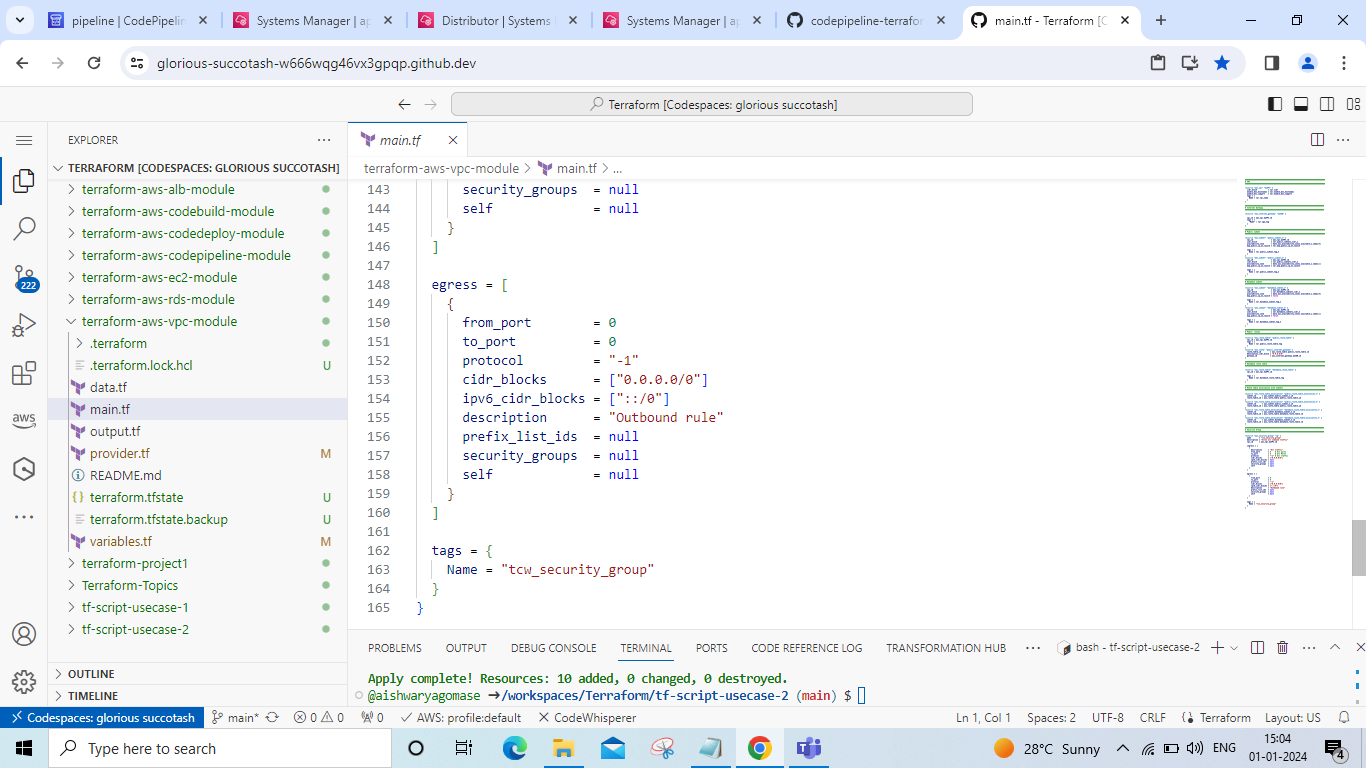 pipeline | CodePipelin
Systems Manager | ap
Distributor | Systems
Systems Manager | ap
codepipeline-terrafor
main.tf - Terraform [C
glorious-succotash-w666wqg46vx3gpqp.github.dev
Terraform [Codespaces: glorious succotash]
EXPLORER
TERRAFORM [CODESPACES: GLORIOUS SUCCOTASH]
terraform-aws-alb-module
terraform-aws-codebuild-module
terraform-aws-codedeploy-module
terraform-aws-codepipeline-module
terraform-aws-ec2-module
terraform-aws-rds-module
terraform-aws-vpc-module
.terraform
.terraform.lock.hcl U
data.tf
main.tf
output.tf
provider.tf M
README.md
terraform.tfstate U
terraform.tfstate.backup U
variables.tf M
terraform-project1
Terraform-Topics
tf-script-usecase-1
tf-script-usecase-2
OUTLINE
TIMELINE
222
aws
main.tf
terraform-aws-vpc-module > main.tf > ...
143 security_groups = null
144 self = null
145 }
146 ]
147
148 egress = [
149 {
150 from_port = 0
151 to_port = 0
152 protocol = "-1"
153 cidr_blocks = ["0.0.0.0/0"]
154 ipv6_cidr_blocks = ["::/0"]
155 description = "Outbound rule"
156 prefix_list_ids = null
157 security_groups = null
158 self = null
159 }
160 ]
161
162 tags = {
163 Name = "tcw_security_group"
164 }
165 }
PROBLEMS OUTPUT DEBUG CONSOLE TERMINAL PORTS CODE REFERENCE LOG TRANSFORMATION HUB ... bash - tf-script-usecase-2
Apply complete! Resources: 10 added, 0 changed, 0 destroyed.
@aishwaryagomase ➜/workspaces/Terraform/tf-script-usecase-2 (main) $
Codespaces: glorious succotash main* 0 0 0 AWS: profile:default CodeWhisperer Ln 1, Col 1 Spaces: 2 UTF-8 CRLF Terraform Layout: US
Type here to search
28°C Sunny
ENG
15:04
01-01-2024
4